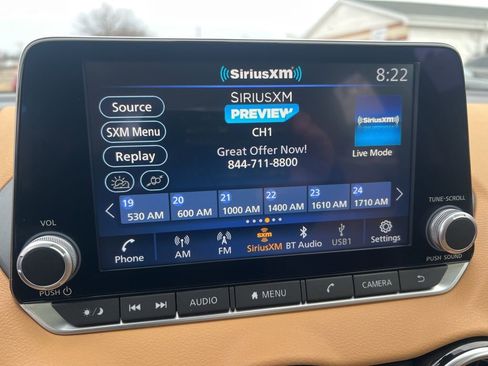 SiriusXm
8:22
Source
SIRIUSXM
PREVIEW
SXM Menu
CH1
SiriusXm
Replay
Great Offer Now!
844-711-8800
Live Mode
19 20 21 22 23 24
530 AM 600 AM 1000 AM 1400 AM 1610 AM 1710 AM
VOL
TUNE•SCROLL
Phone AM FM SiriusXM BT Audio USB1 Settings
sxm
PUSH
PUSH SOUND
AUDIO MENU CAMERA